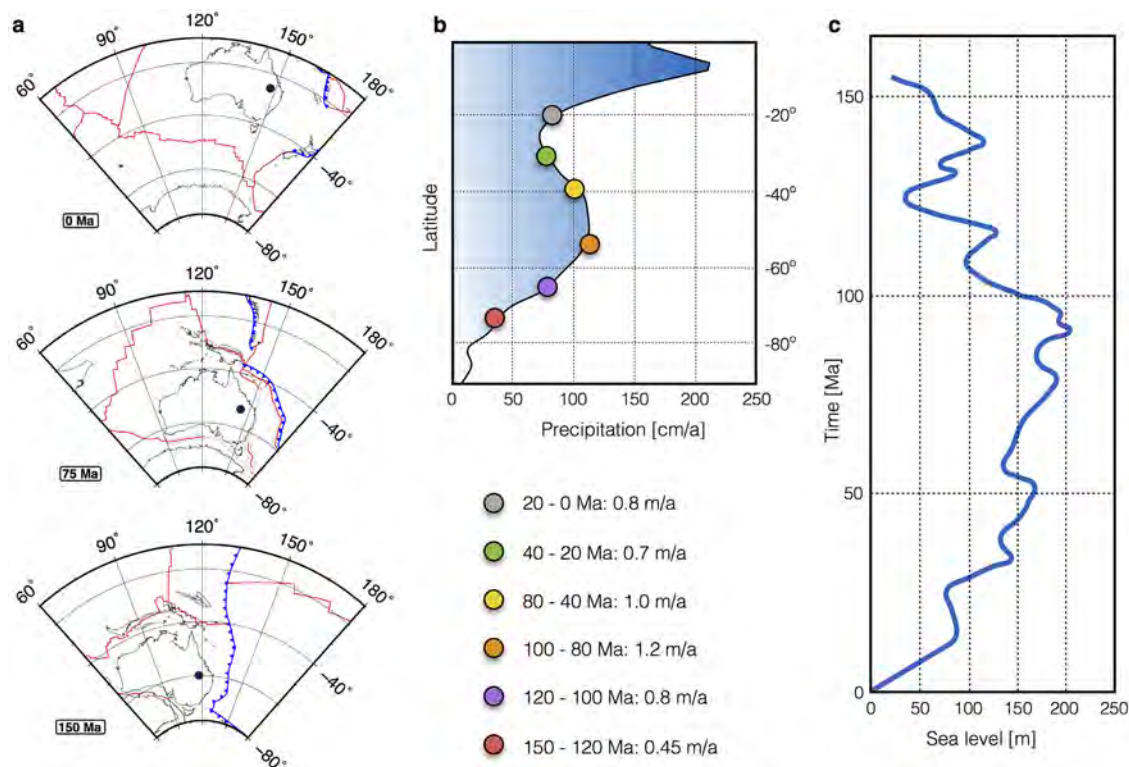 a
90°
120°
150°
180°
60°
−40°
−80°
0 Ma
90°
120°
150°
180°
60°
−40°
−80°
75 Ma
90°
120°
150°
180°
60°
−40°
−80°
150 Ma
b
Latitude
-20°
-40°
-60°
-80°
0 50 100 150 200 250
Precipitation [cm/a]
20 - 0 Ma: 0.8 m/a
40 - 20 Ma: 0.7 m/a
80 - 40 Ma: 1.0 m/a
100 - 80 Ma: 1.2 m/a
120 - 100 Ma: 0.8 m/a
150 - 120 Ma: 0.45 m/a
c
Time [Ma]
150
100
50
0
0 50 100 150 200 250
Sea level [m]